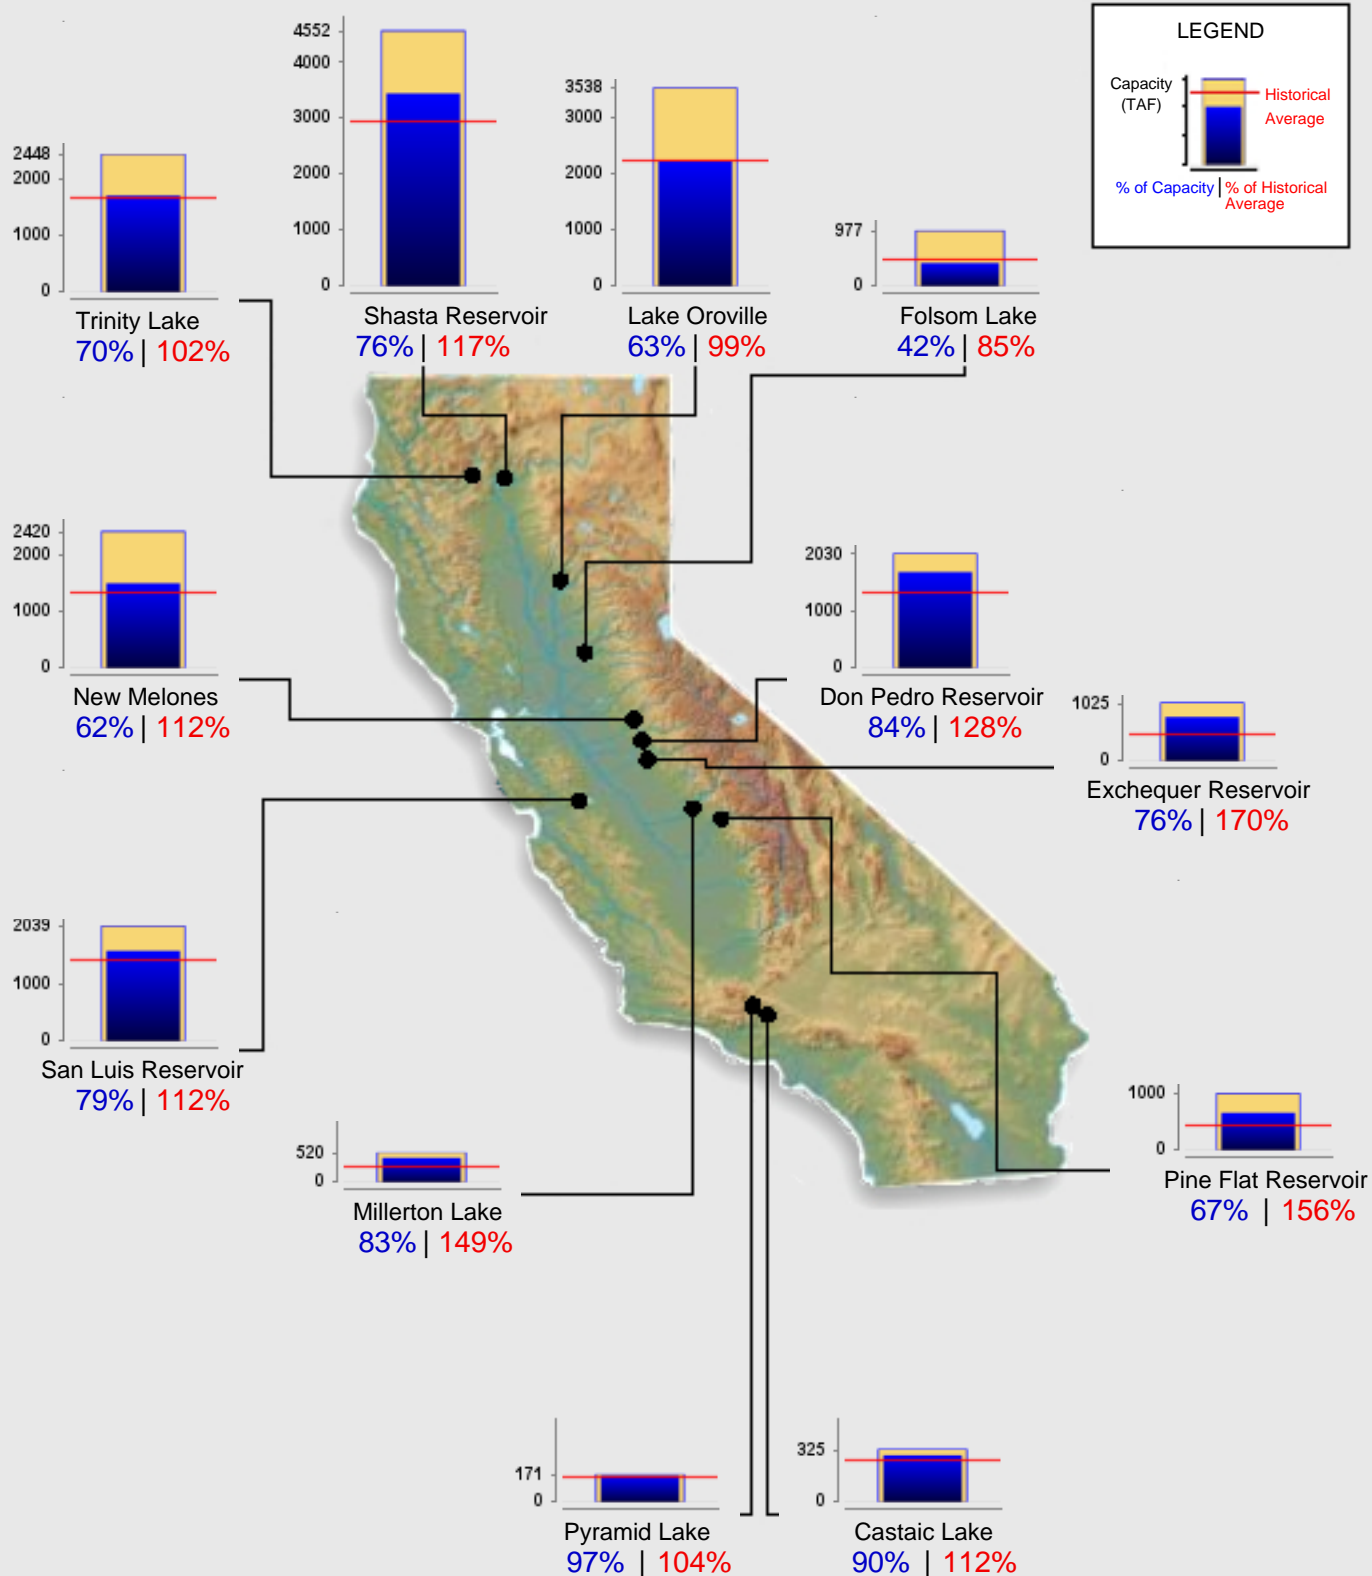 LEGEND
Capacity
(TAF)
Historical
Average
% of Capacity | % of Historical
Average
4552
4000
3000
2000
1000
0
Shasta Reservoir
76% | 117%
3538
3000
2000
1000
0
Lake Oroville
63% | 99%
977
0
Folsom Lake
42% | 85%
2448
2000
1000
0
Trinity Lake
70% | 102%
2420
2000
1000
0
New Melones
62% | 112%
2030
1000
0
Don Pedro Reservoir
84% | 128%
1025
0
Exchequer Reservoir
76% | 170%
2039
1000
0
San Luis Reservoir
79% | 112%
1000
0
Pine Flat Reservoir
67% | 156%
520
0
Millerton Lake
83% | 149%
171
0
Pyramid Lake
97% | 104%
325
0
Castaic Lake
90% | 112%